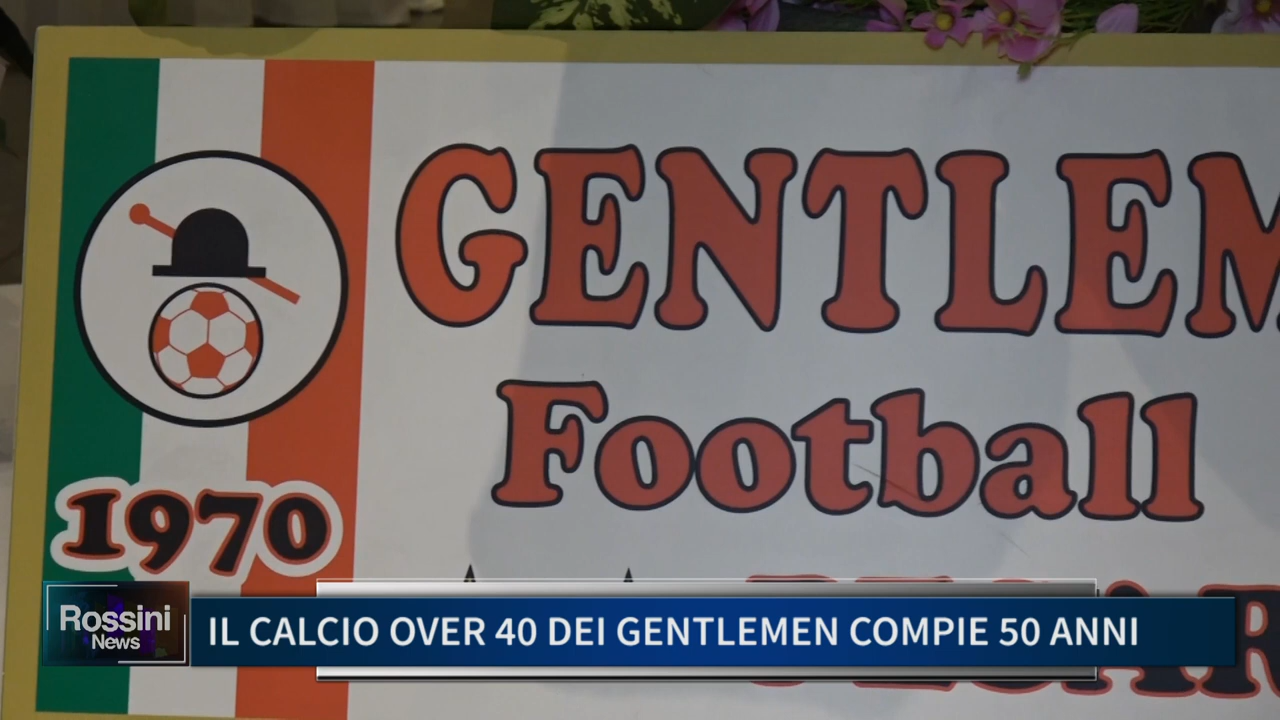 GENTLEM
Football
1970
Rossini
News
IL CALCIO OVER 40 DEI GENTLEMEN COMPIE 50 ANNI